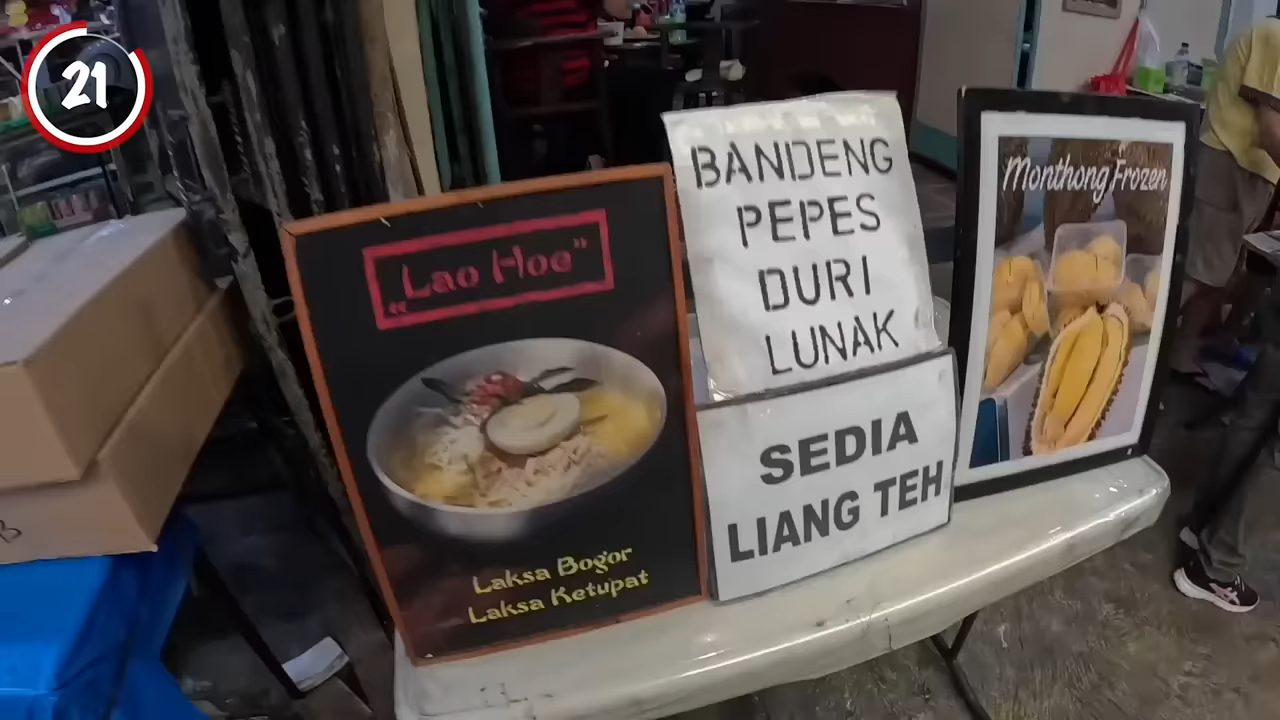 21
„Lao Hoe”
Laksa Bogor
Laksa Ketupat
BANDENG
PEPES
DURI
LUNAK
SEDIA
LIANG TEH
Monthong Frozen